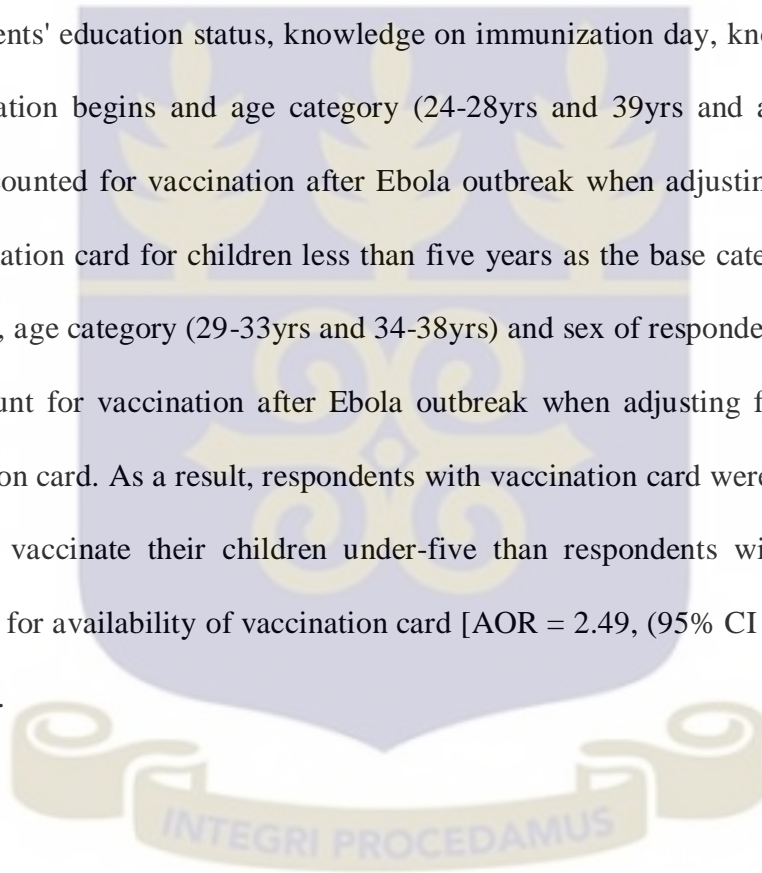 ents' education status, knowledge on immunization day, kno
ation begins and age category (24-28yrs and 39yrs and a
counted for vaccination after Ebola outbreak when adjusting
ation card for children less than five years as the base cate
, age category (29-33yrs and 34-38yrs) and sex of responde
unt for vaccination after Ebola outbreak when adjusting f
on card. As a result, respondents with vaccination card were
vaccinate their children under-five than respondents wi
for availability of vaccination card [AOR = 2.49, (95% CI
.
INTEGRI PROCEDAMUS